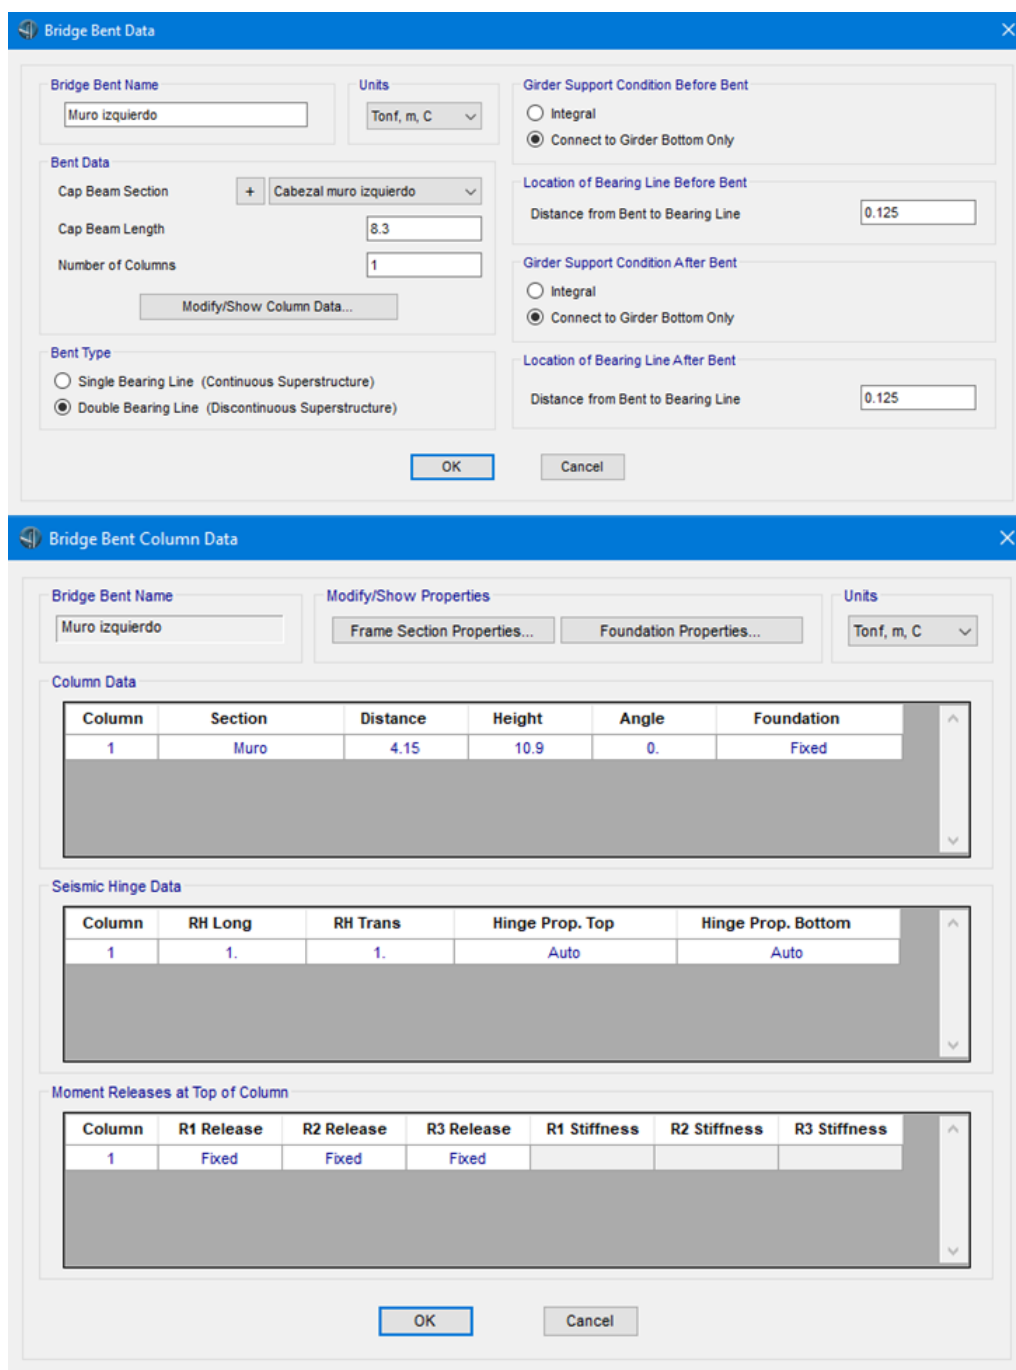 Bridge Bent Data
Bridge Bent Name
Muro izquierdo
Units
Tonf, m, C
Bent Data
Cap Beam Section + Cabezal muro izquierdo
Cap Beam Length 8.3
Number of Columns 1
Modify/Show Column Data...
Bent Type
Single Bearing Line (Continuous Superstructure)
Double Bearing Line (Discontinuous Superstructure)
Girder Support Condition Before Bent
Integral
Connect to Girder Bottom Only
Location of Bearing Line Before Bent
Distance from Bent to Bearing Line 0.125
Girder Support Condition After Bent
Integral
Connect to Girder Bottom Only
Location of Bearing Line After Bent
Distance from Bent to Bearing Line 0.125
OK Cancel
Bridge Bent Column Data
Bridge Bent Name
Muro izquierdo
Modify/Show Properties
Frame Section Properties... Foundation Properties...
Units
Tonf, m, C
Column Data
Column Section Distance Height Angle Foundation
1 Muro 4.15 10.9 0. Fixed
Seismic Hinge Data
Column RH Long RH Trans Hinge Prop. Top Hinge Prop. Bottom
1 1. 1. Auto Auto
Moment Releases at Top of Column
Column R1 Release R2 Release R3 Release R1 Stiffness R2 Stiffness R3 Stiffness
1 Fixed Fixed Fixed
OK Cancel